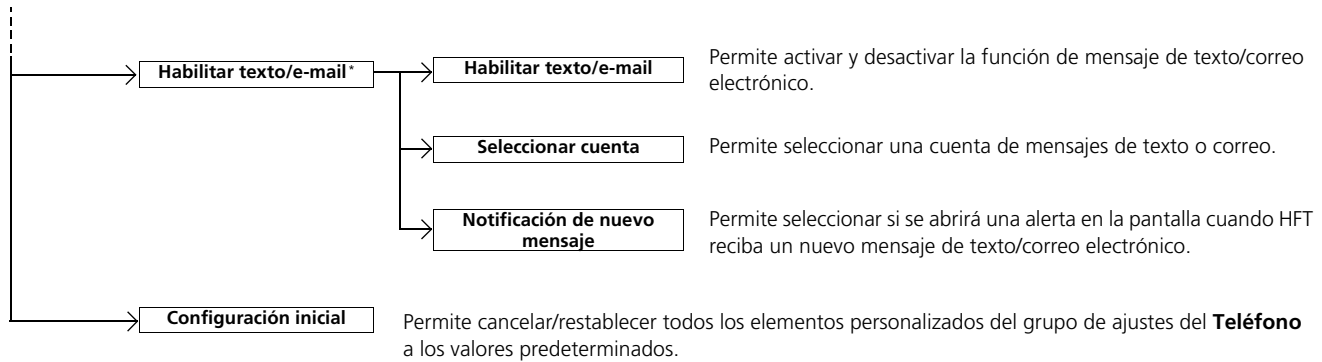 Habilitar texto/e-mail*
Habilitar texto/e-mail
Permite activar y desactivar la función de mensaje de texto/correo
electrónico.
Seleccionar cuenta
Permite seleccionar una cuenta de mensajes de texto o correo.
Notificación de nuevo
mensaje
Permite seleccionar si se abrirá una alerta en la pantalla cuando HFT
reciba un nuevo mensaje de texto/correo electrónico.
Configuración inicial
Permite cancelar/restablecer todos los elementos personalizados del grupo de ajustes del Teléfono
a los valores predeterminados.